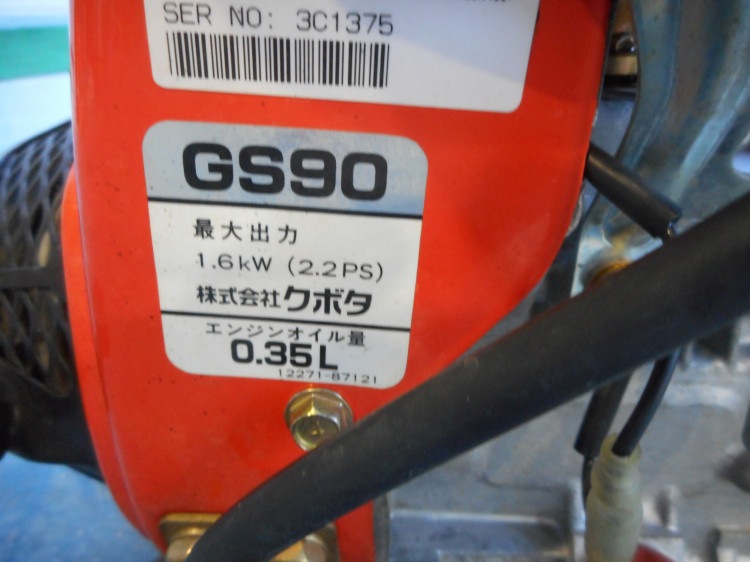 SER NO: 3C1375
GS90
最大出力
1.6kW (2.2PS)
株式会社クボタ
エンジンオイル量
0.35L
12271-87121